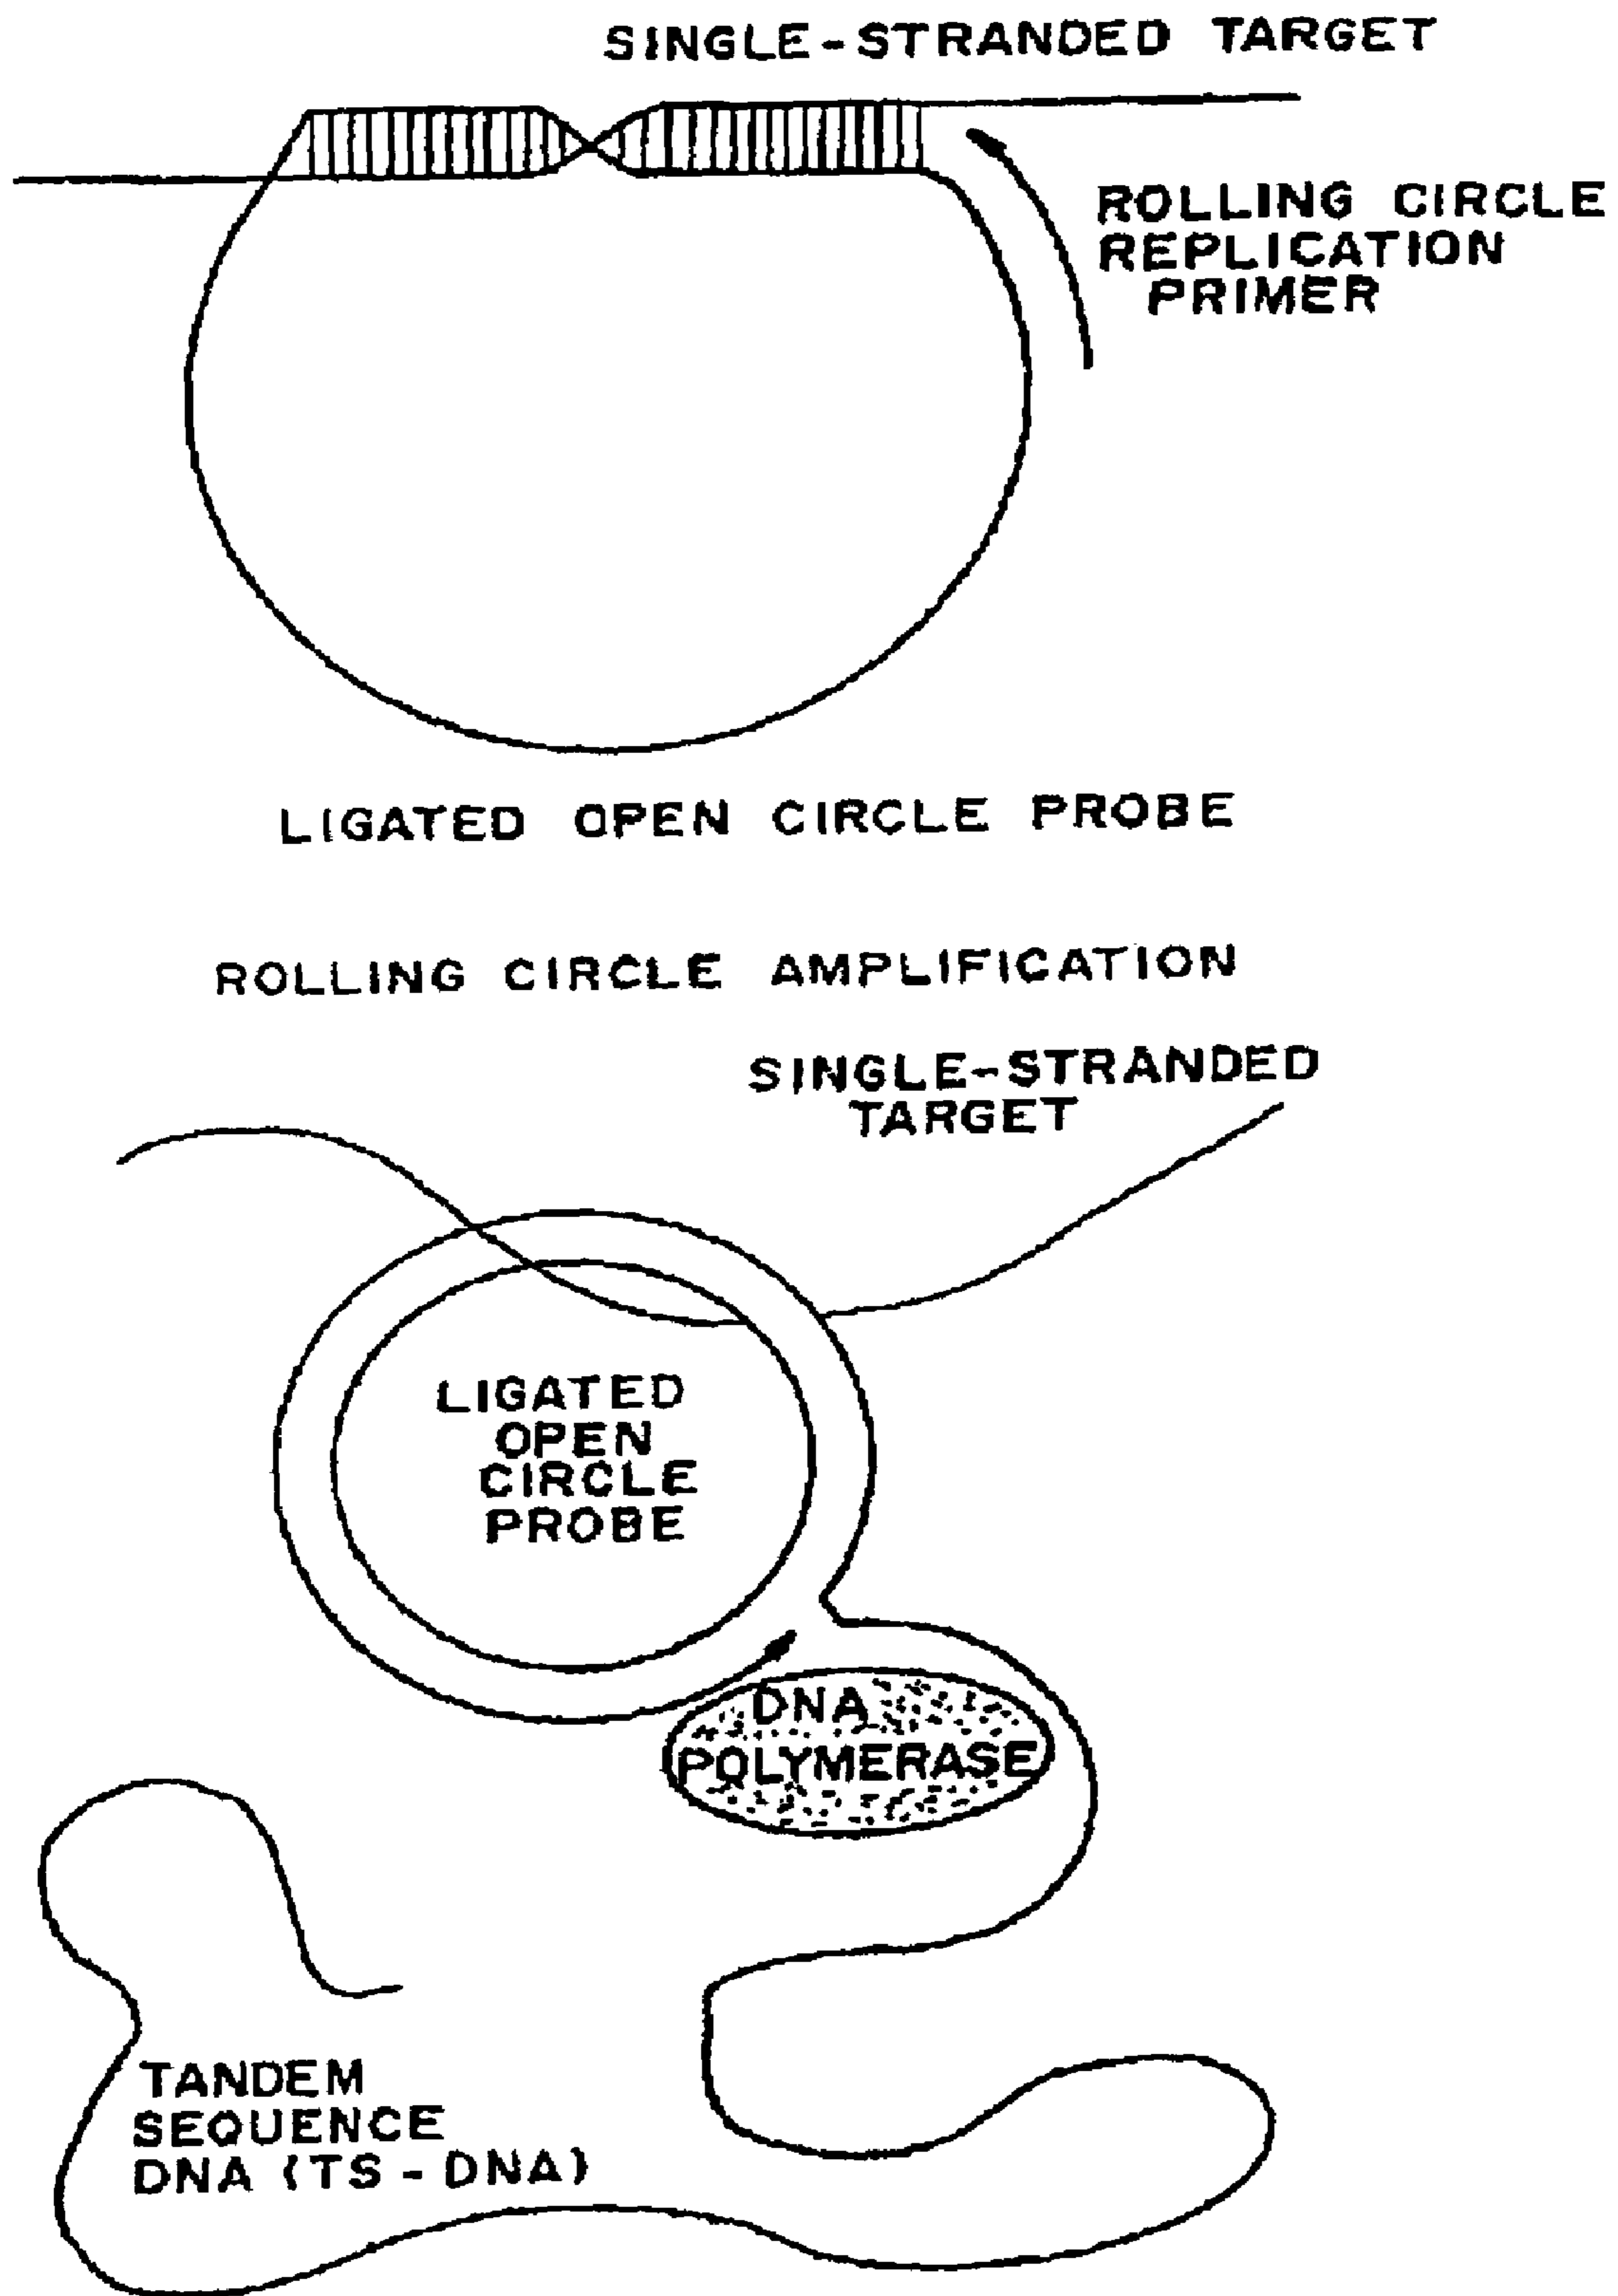 SINGLE-STRANDED TARGET
ROLLING CIRCLE
REPLICATION
PRIMER
LIGATED OPEN CIRCLE PROBE
ROLLING CIRCLE AMPLIFICATION
SINGLE-STRANDED
TARGET
LIGATED
OPEN
CIRCLE
PROBE
DNA
POLYMERASE
TANDEM
SEQUENCE
DNA (TS-DNA)